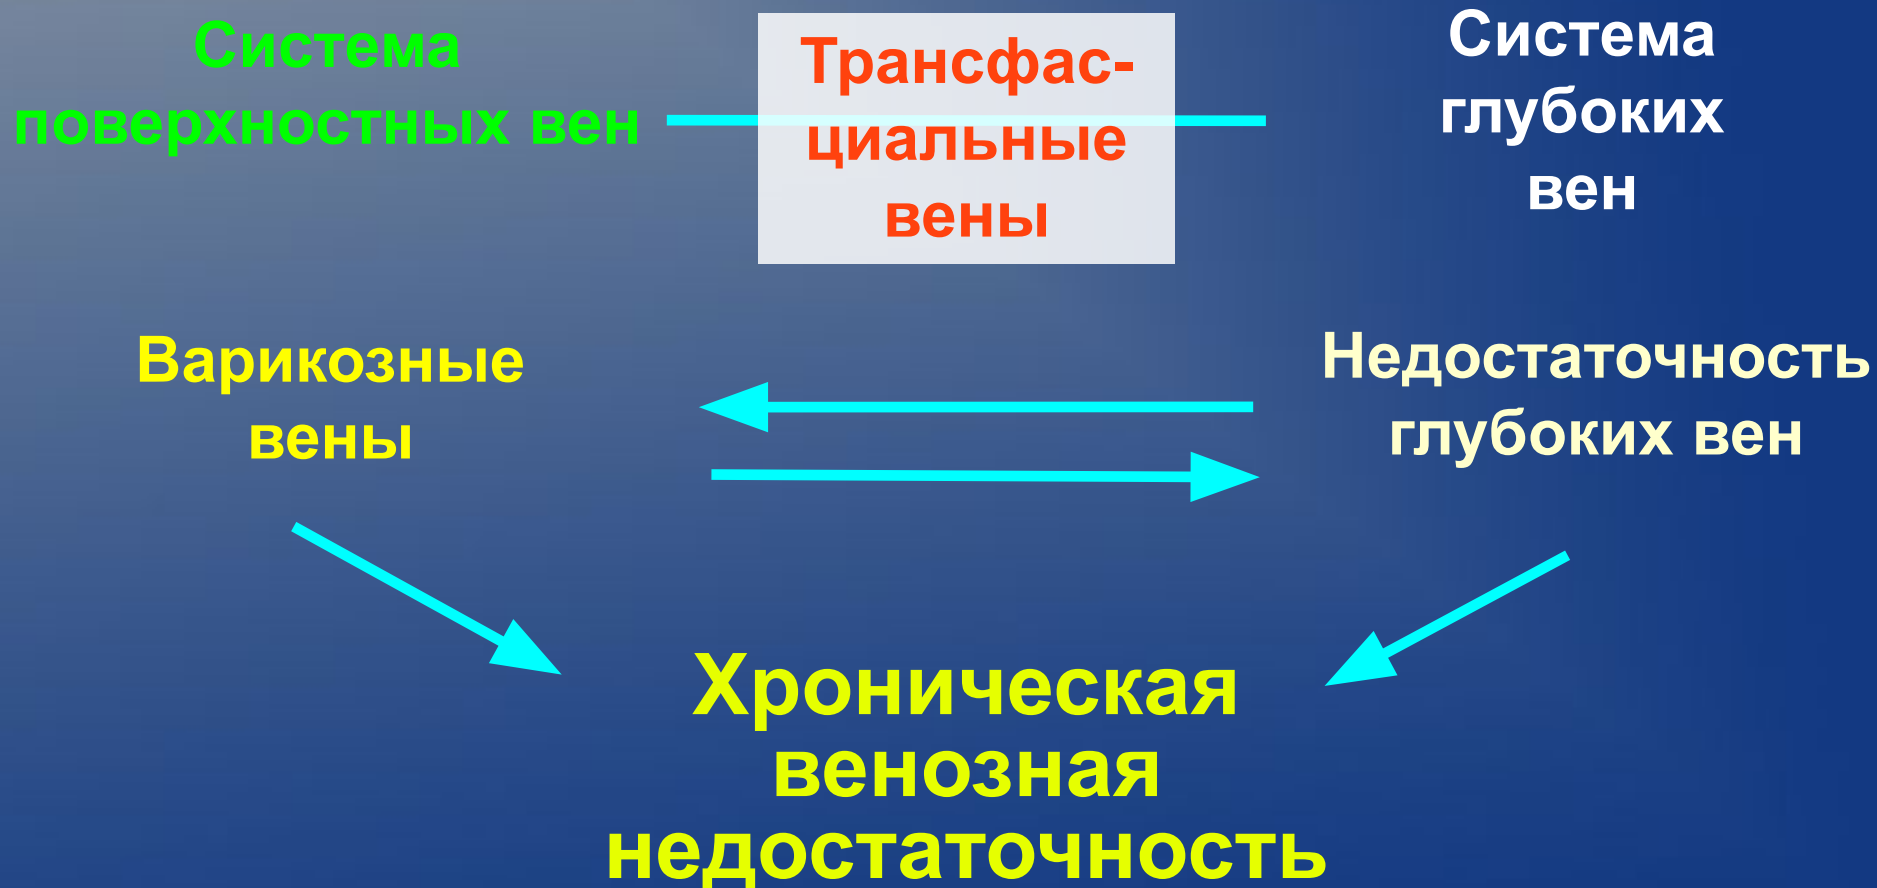 Система
поверхностных вен
Трансфас-
циальные
вены
Система
глубоких
вен
Варикозные
вены
Недостаточность
глубоких вен
Хроническая
венозная
недостаточность